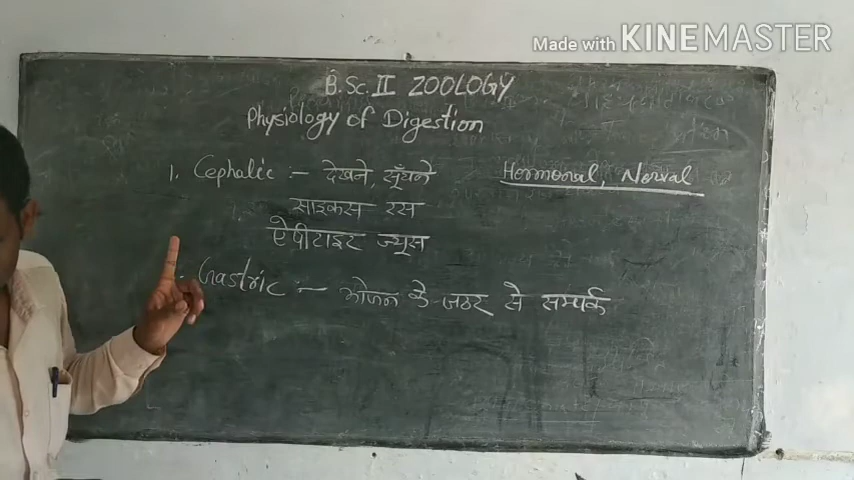 Made with KINEMASTER
B.Sc. II ZOOLOGY
Physiology of Digestion
1. Cephalic :- देखने, सूँघने
Hormonal, Norval
साइकस रस
ऐपीटाइट ज्यूस
Gastric :- भोजन के जठर से सम्पर्क